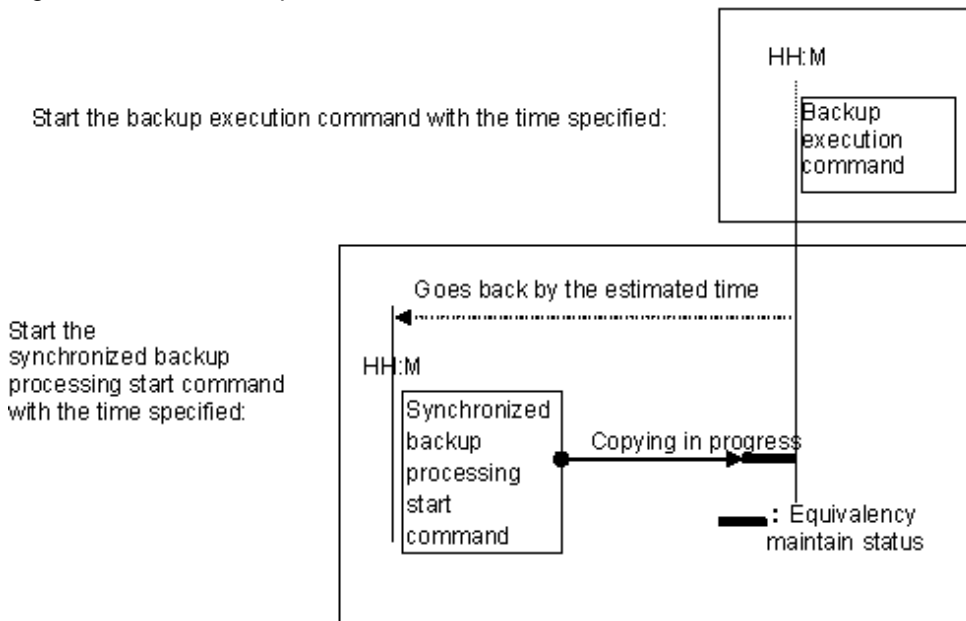 HH:M
Start the backup execution command with the time specified:
Backup
execution
command
Goes back by the estimated time
Start the
synchronized backup
processing start command
with the time specified:
HH:M
Synchronized
backup
processing
start
command
Copying in progress
: Equivalency
maintain status